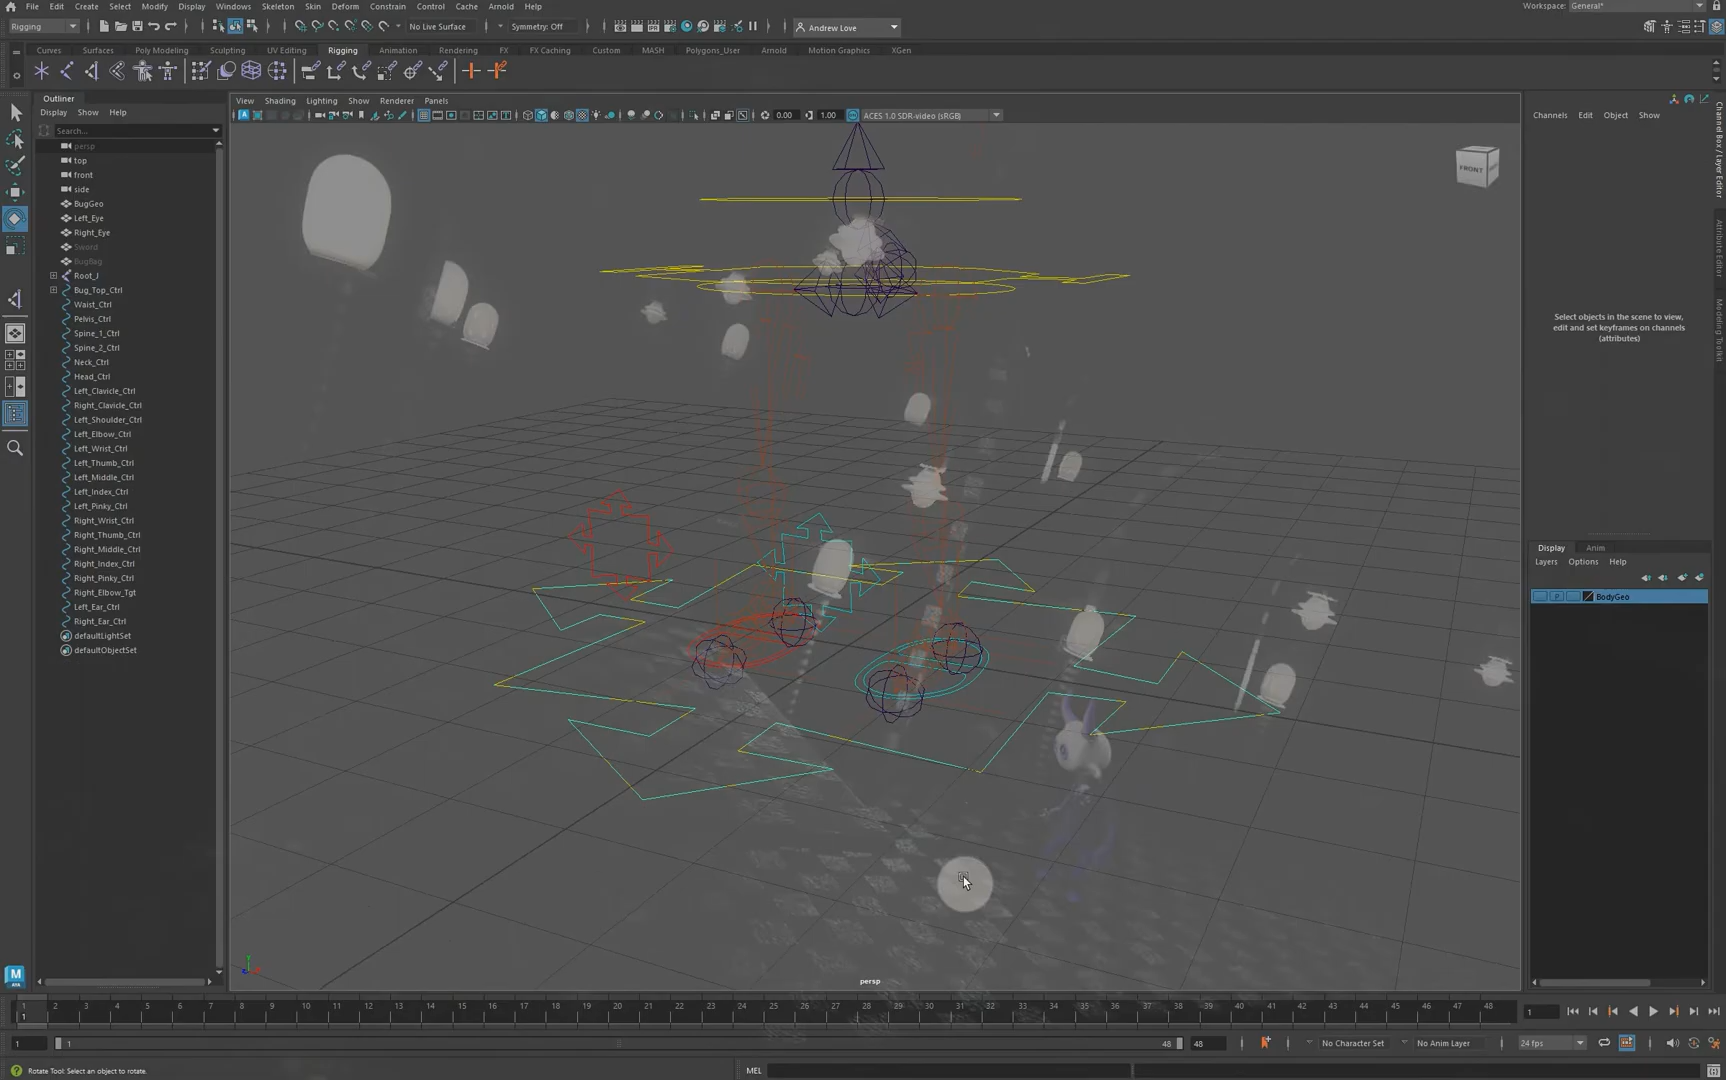 File Edit Create Select Modify Display Windows Skeleton Skin Deform Constrain Control Cache Arnold Help
Workspace: General*
Rigging
No Live Surface
Symmetry: Off
Andrew Love
Curves Surfaces Poly Modeling Sculpting UV Editing Rigging Animation Rendering FX FX Caching Custom MASH Polygons_User Arnold Motion Graphics XGen
Outliner
Display Show Help
Search...
persp
top
front
side
BugGeo
Left_Eye
Right_Eye
Sword
BugBag
Root_J
Bug_Top_Ctrl
Waist_Ctrl
Pelvis_Ctrl
Spine_1_Ctrl
Spine_2_Ctrl
Neck_Ctrl
Head_Ctrl
Left_Clavicle_Ctrl
Right_Clavicle_Ctrl
Left_Shoulder_Ctrl
Left_Elbow_Ctrl
Left_Wrist_Ctrl
Left_Thumb_Ctrl
Left_Middle_Ctrl
Left_Index_Ctrl
Left_Pinky_Ctrl
Right_Wrist_Ctrl
Right_Thumb_Ctrl
Right_Middle_Ctrl
Right_Index_Ctrl
Right_Pinky_Ctrl
Right_Elbow_Tgt
Left_Ear_Ctrl
Right_Ear_Ctrl
defaultLightSet
defaultObjectSet
View Shading Lighting Show Renderer Panels
0.00 1.00 ACES 1.0 SDR-video (sRGB)
FRONT
persp
Channels Edit Object Show
Select objects in the scene to view,
edit and set keyframes on channels
(attributes)
Channel Box / Layer Editor
Attribute Editor
Modeling Toolkit
Display Anim
Layers Options Help
P BodyGeo
1 2 3 4 5 6 7 8 9 10 11 12 13 14 15 16 17 18 19 20 21 22 23 24 25 26 27 28 29 30 31 32 33 34 35 36 37 38 39 40 41 42 43 44 45 46 47 48
1
1
1 1 48 48 No Character Set No Anim Layer 24 fps
M
Rotate Tool: Select an object to rotate.
MEL